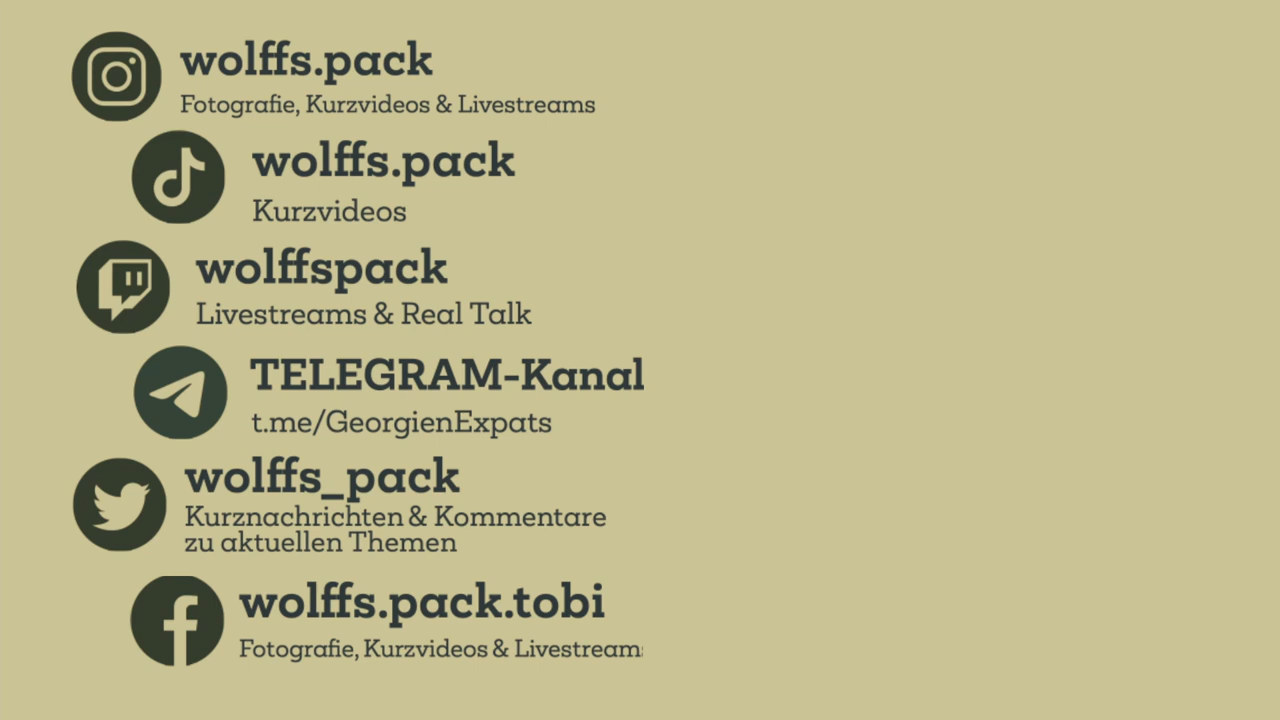 wolffs.pack
Fotografie, Kurzvideos & Livestreams
wolffs.pack
Kurzvideos
wolffspack
Livestreams & Real Talk
TELEGRAM-Kanal
t.me/GeorgienExpats
wolffs_pack
Kurznachrichten & Kommentare
zu aktuellen Themen
wolffs.pack.tobi
Fotografie, Kurzvideos & Livestream